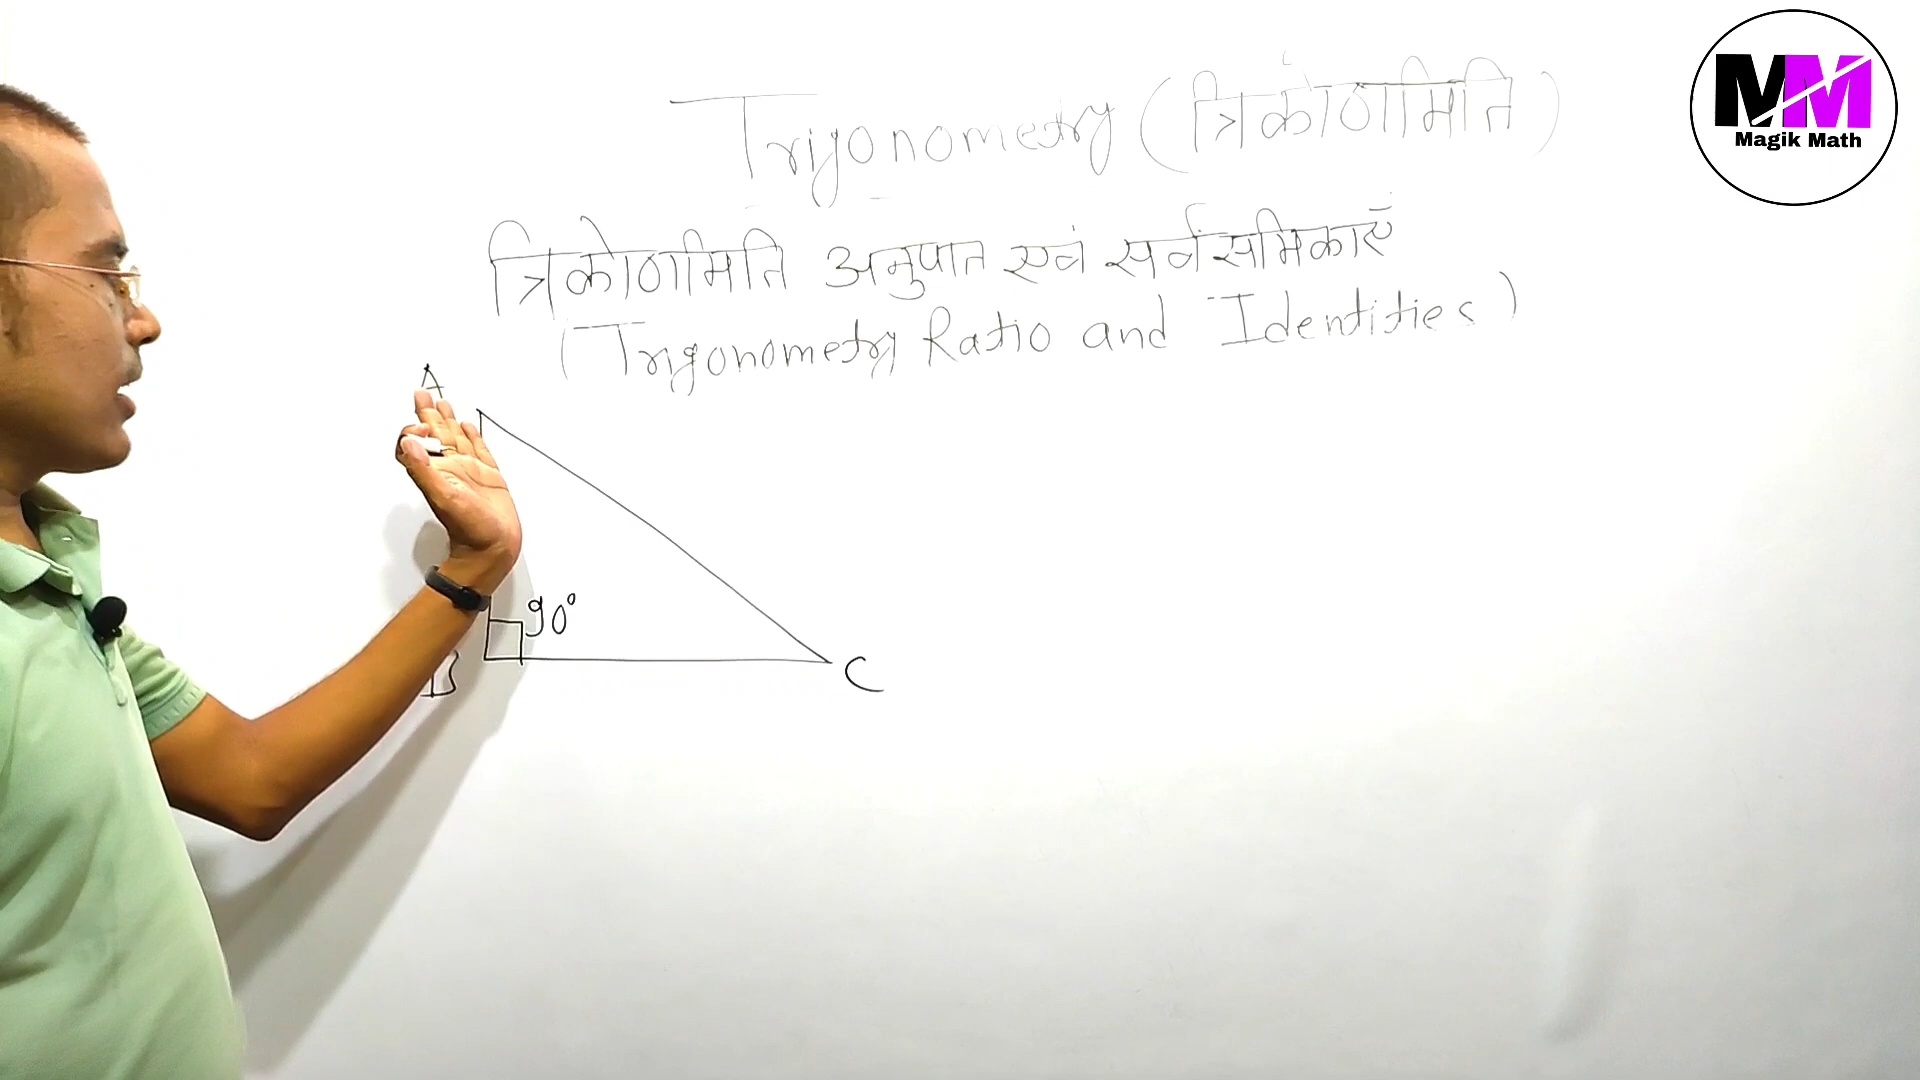 Trigonometry (त्रिकोणमिति)
त्रिकोणमिति अनुपात एवं सर्वसमिकाएँ
(Trigonometry Ratio and Identities)
A
90°
B
C
MM
Magik Math